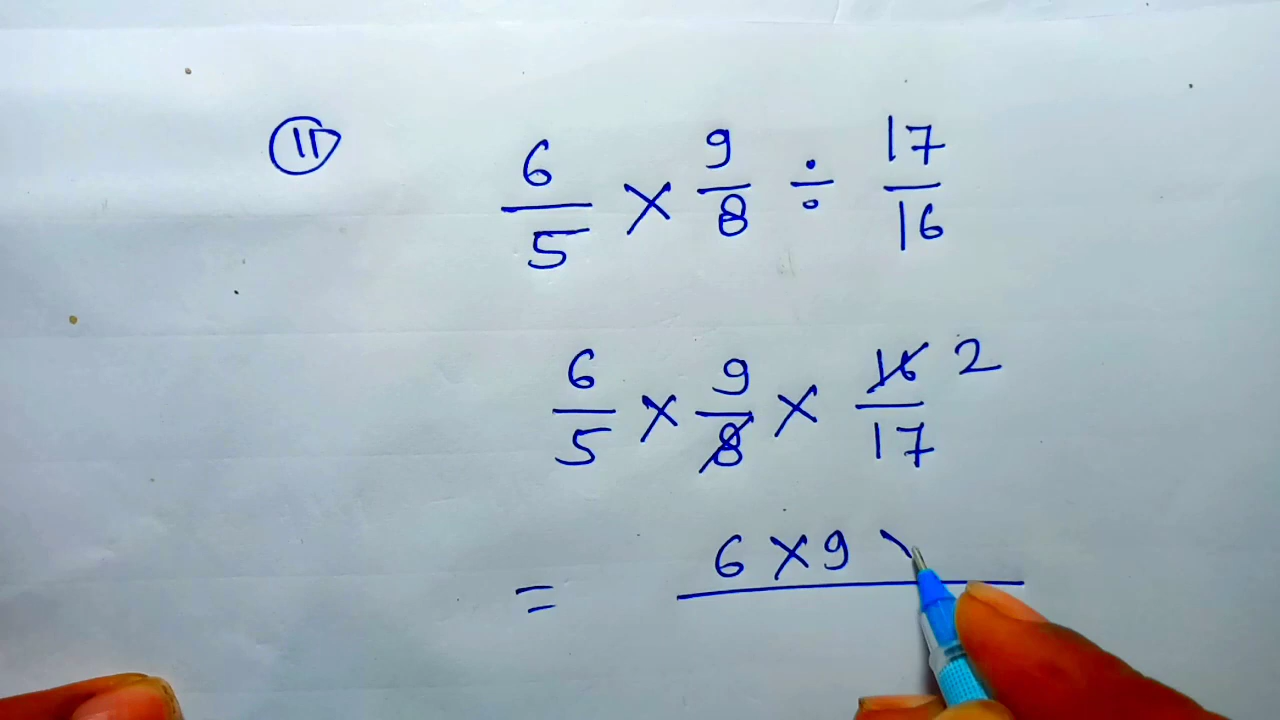 11 6/5 × 9/8 ÷ 17/16
6/5 × 9/8 × 16/17 2
= 6 × 9